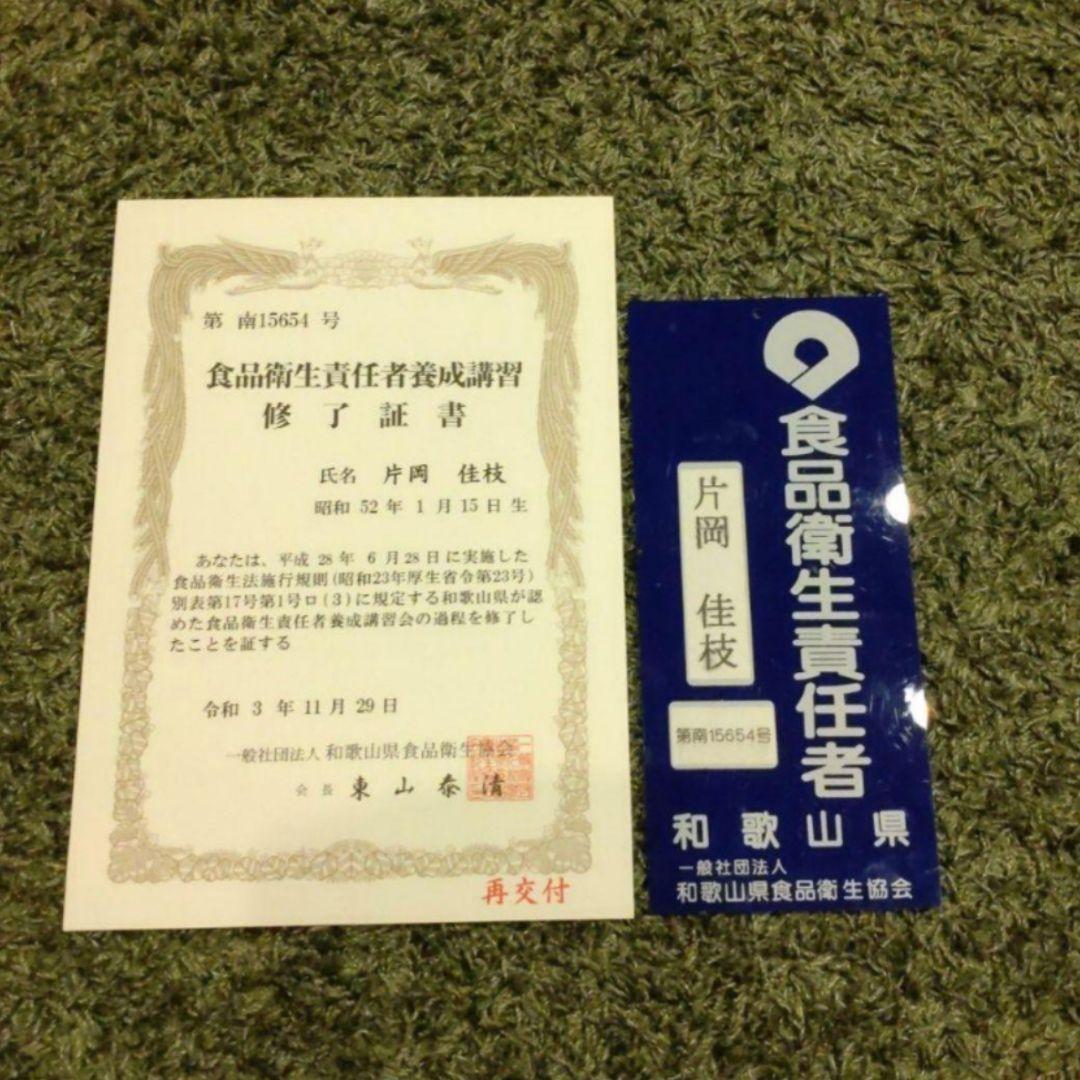 第 南15654 号
食品衛生責任者養成講習
修了証書
氏名 片岡 佳枝
昭和 52 年 1 月 15 日 生
あなたは、平成 28 年 6 月 28 日に実施した
食品衛生法施行規則(昭和23年厚生省令第23号)
別表第17号第1号ロ(3)に規定する和歌山県が認
めた食品衛生責任者養成講習会の過程を修了し
たことを証する
令和 3 年 11 月 29 日
一般社団法人 和歌山県食品衛生協会
会長 東山泰清
再交付
食品衛生責任者
片岡 佳枝
第南15654号
和歌山県
一般社団法人
和歌山県食品衛生協会